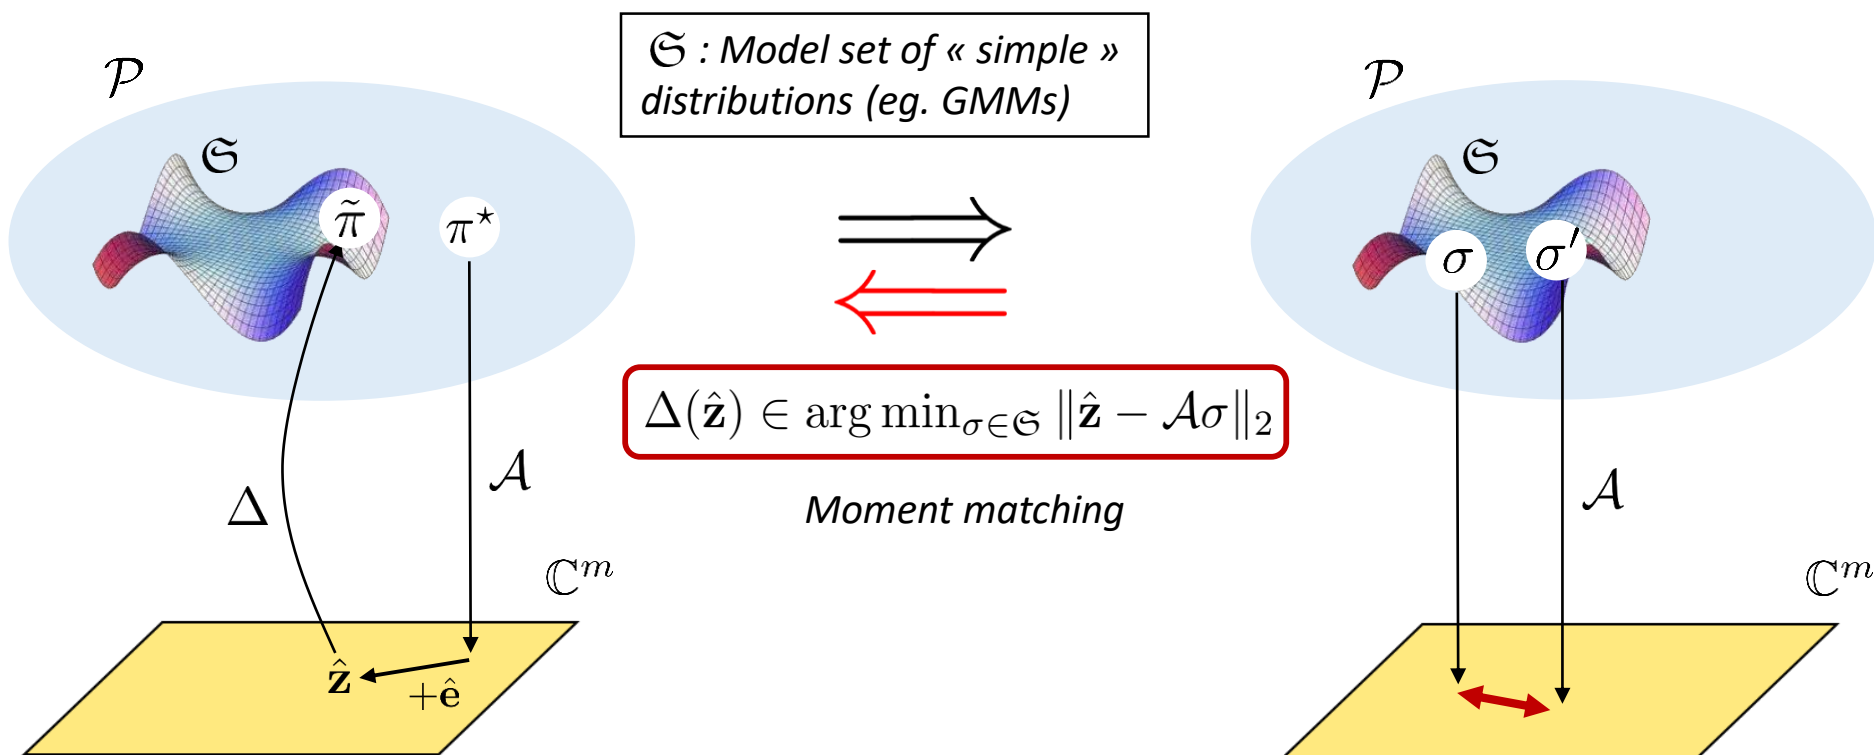 𝒫
𝔖
π̃
π⋆
Δ
𝒜
ℂ^m
ẑ
+ê
𝔖 : Model set of « simple »
distributions (eg. GMMs)
Δ(ẑ) ∈ arg min_{σ∈𝔖} ‖ẑ − 𝒜σ‖₂
Moment matching
𝒫
𝔖
σ
σ′
𝒜
ℂ^m